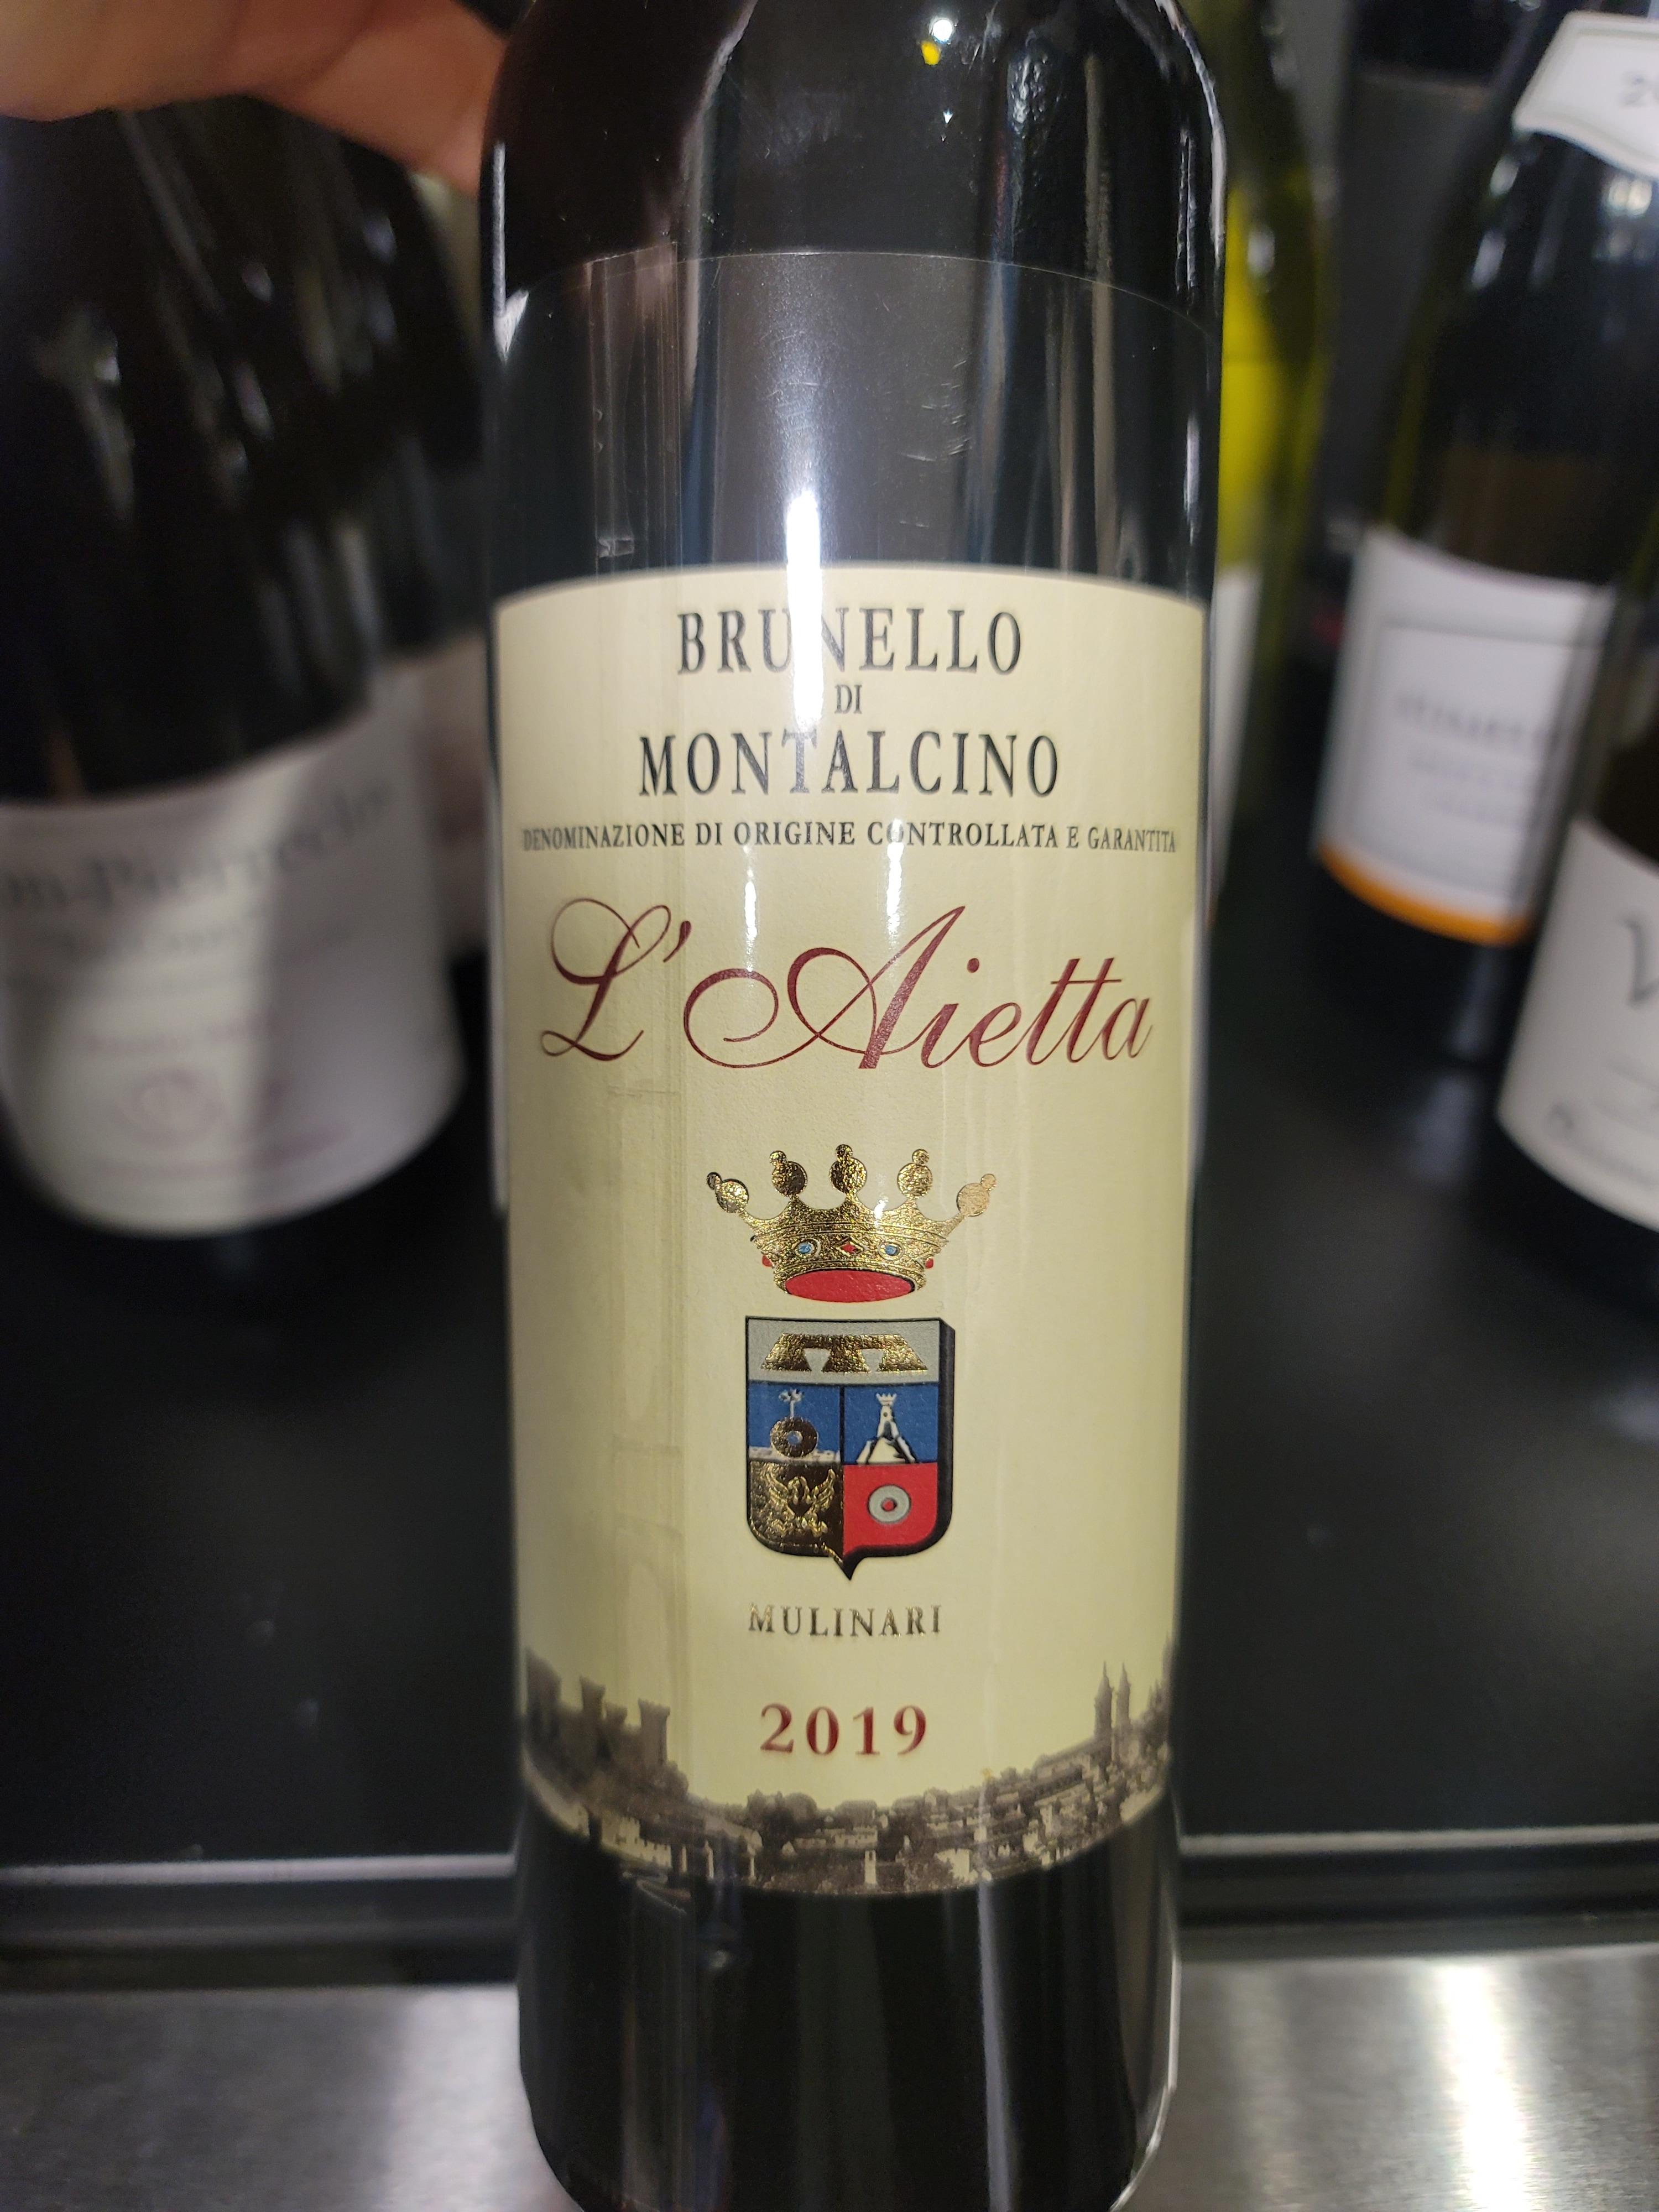 BRUNELLO
DI
MONTALCINO
DENOMINAZIONE DI ORIGINE CONTROLLATA E GARANTITA
L'Aietta
MULINARI
2019